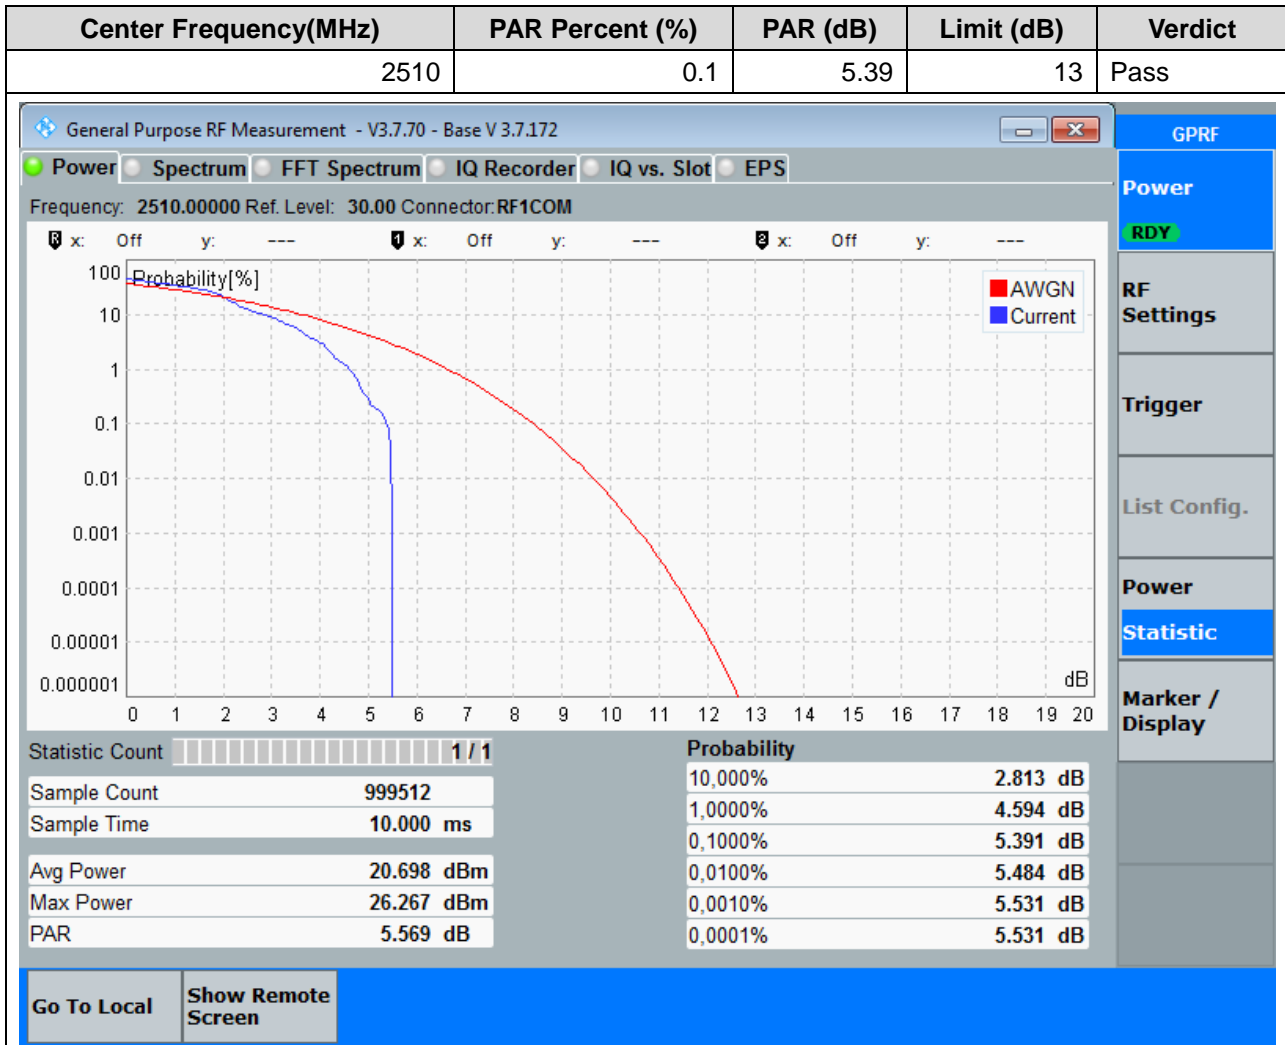 Center Frequency(MHz) PAR Percent (%) PAR (dB) Limit (dB) Verdict
2510 0.1 5.39 13 Pass
General Purpose RF Measurement - V3.7.70 - Base V 3.7.172
GPRF
Power Spectrum FFT Spectrum IQ Recorder IQ vs. Slot EPS
Frequency: 2510.00000 Ref. Level: 30.00 Connector: RF1COM
R x: Off y: --- 1 x: Off y: --- 2 x: Off y: ---
Probability[%]
100
10
1
0.1
0.01
0.001
0.0001
0.00001
0.000001
AWGN
Current
dB
0 1 2 3 4 5 6 7 8 9 10 11 12 13 14 15 16 17 18 19 20
Statistic Count 1 / 1
Sample Count 999512
Sample Time 10.000 ms
Avg Power 20.698 dBm
Max Power 26.267 dBm
PAR 5.569 dB
Probability
10,000% 2.813 dB
1,0000% 4.594 dB
0,1000% 5.391 dB
0,0100% 5.484 dB
0,0010% 5.531 dB
0,0001% 5.531 dB
Power
RDY
RF
Settings
Trigger
List Config.
Power
Statistic
Marker /
Display
Go To Local
Show Remote
Screen